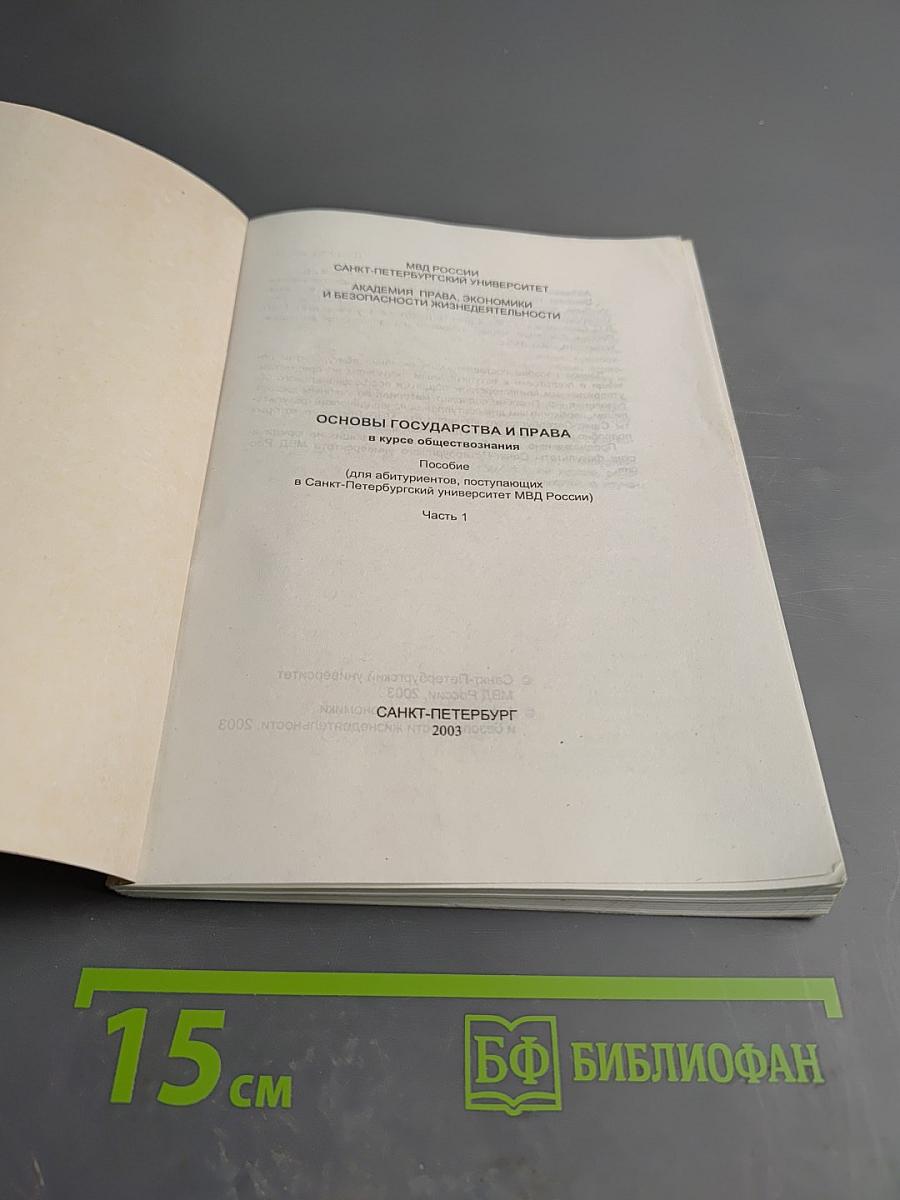 МВД РОССИИ
САНКТ-ПЕТЕРБУРГСКИЙ УНИВЕРСИТЕТ
АКАДЕМИЯ ПРАВА, ЭКОНОМИКИ
И БЕЗОПАСНОСТИ ЖИЗНЕДЕЯТЕЛЬНОСТИ
ОСНОВЫ ГОСУДАРСТВА И ПРАВА
в курсе обществознания
Пособие
(для абитуриентов, поступающих
в Санкт-Петербургский университет МВД России)
Часть 1
САНКТ-ПЕТЕРБУРГ
2003
15 см
БФ БИБЛИОФАН